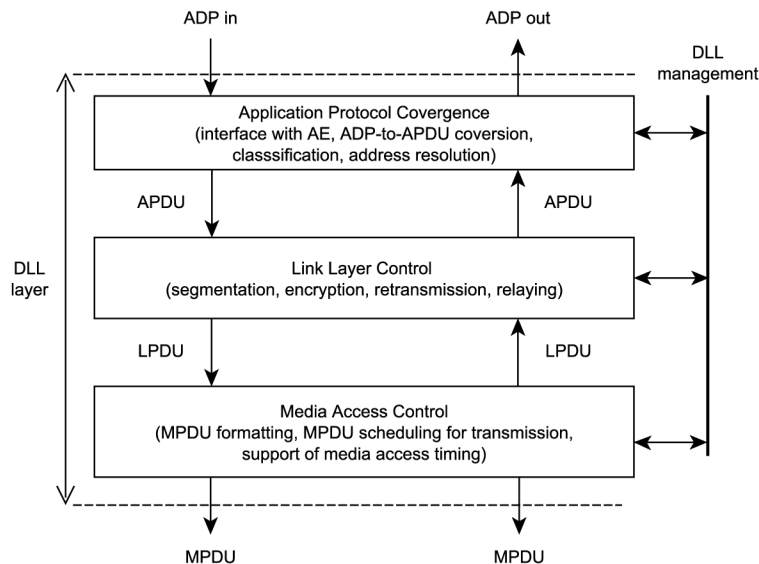 ADP in
ADP out
DLL
management
Application Protocol Covergence
(interface with AE, ADP-to-APDU coversion,
classsification, address resolution)
APDU
APDU
DLL
layer
Link Layer Control
(segmentation, encryption, retransmission, relaying)
LPDU
LPDU
Media Access Control
(MPDU formatting, MPDU scheduling for transmission,
support of media access timing)
MPDU
MPDU